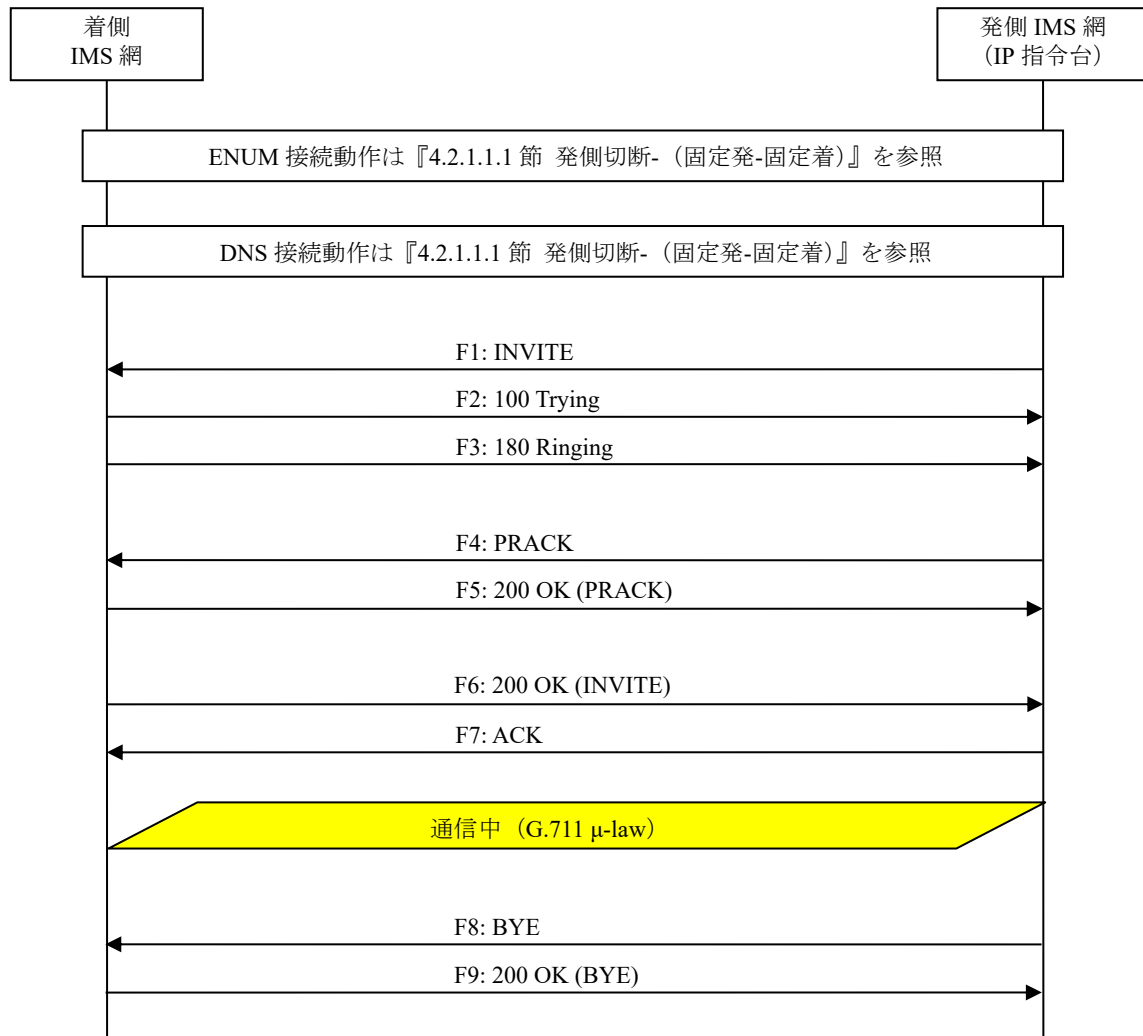 着側
IMS 網
発側 IMS 網
（IP 指令台）
ENUM 接続動作は『4.2.1.1.1 節 発側切断-（固定発-固定着）』を参照
DNS 接続動作は『4.2.1.1.1 節 発側切断-（固定発-固定着）』を参照
F1: INVITE
F2: 100 Trying
F3: 180 Ringing
F4: PRACK
F5: 200 OK (PRACK)
F6: 200 OK (INVITE)
F7: ACK
通信中（G.711 μ-law）
F8: BYE
F9: 200 OK (BYE)